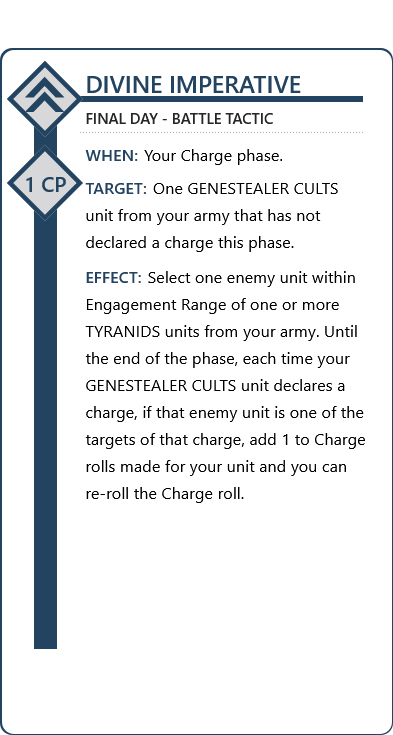 DIVINE IMPERATIVE
FINAL DAY - BATTLE TACTIC
1 CP
WHEN: Your Charge phase.
TARGET: One GENESTEALER CULTS
unit from your army that has not
declared a charge this phase.
EFFECT: Select one enemy unit within
Engagement Range of one or more
TYRANIDS units from your army. Until
the end of the phase, each time your
GENESTEALER CULTS unit declares a
charge, if that enemy unit is one of the
targets of that charge, add 1 to Charge
rolls made for your unit and you can
re-roll the Charge roll.